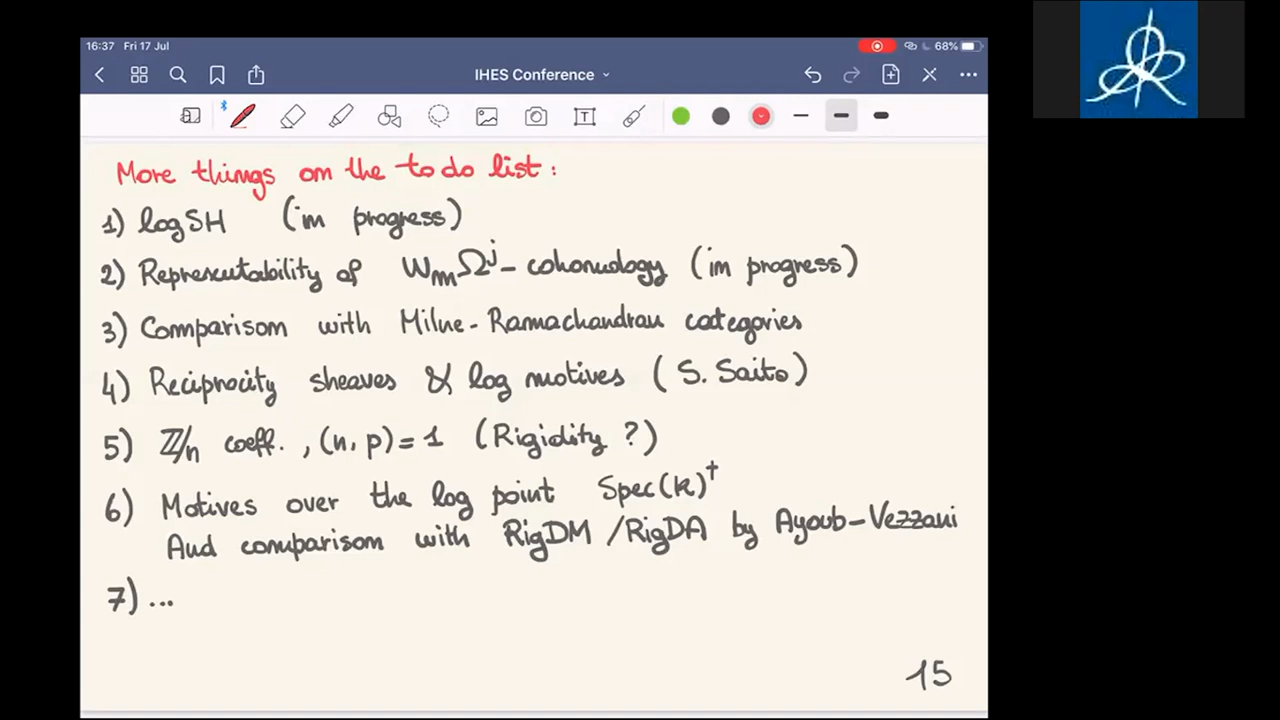 16:37 Fri 17 Jul 68%
IHES Conference
More things on the to do list:
1) logSH (in progress)
2) Representability of WₘΩʲ- cohomology (in progress)
3) Comparison with Milne-Ramachandran categories
4) Reciprocity sheaves & log motives (S. Saito)
5) ℤ/n coeff., (n, p) = 1 (Rigidity ?)
6) Motives over the log point Spec(k)†
And comparison with RigDM /RigDA by Ayoub-Vezzani
7) ...
15